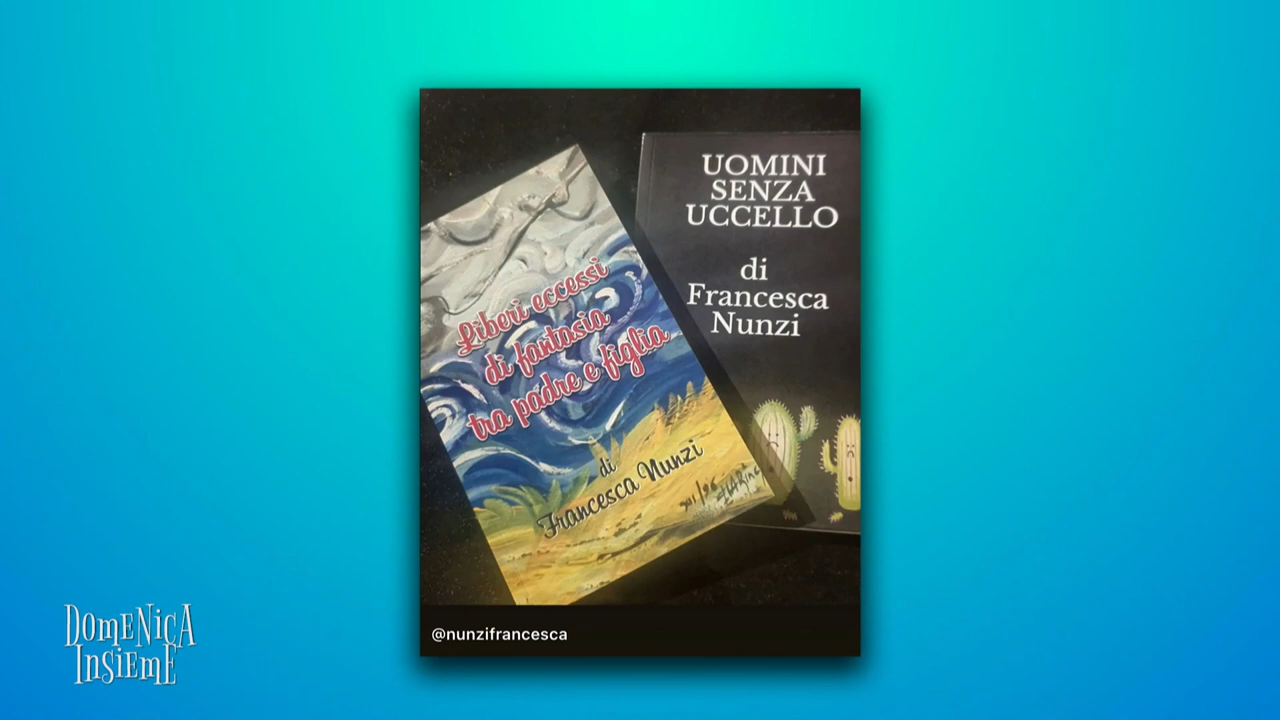 Liberi eccessi
di fantasia
tra padre e figlia
di
Francesca Nunzi
UOMINI
SENZA
UCCELLO
di
Francesca
Nunzi
@nunzifrancesca
DOMENICA
INSIEME